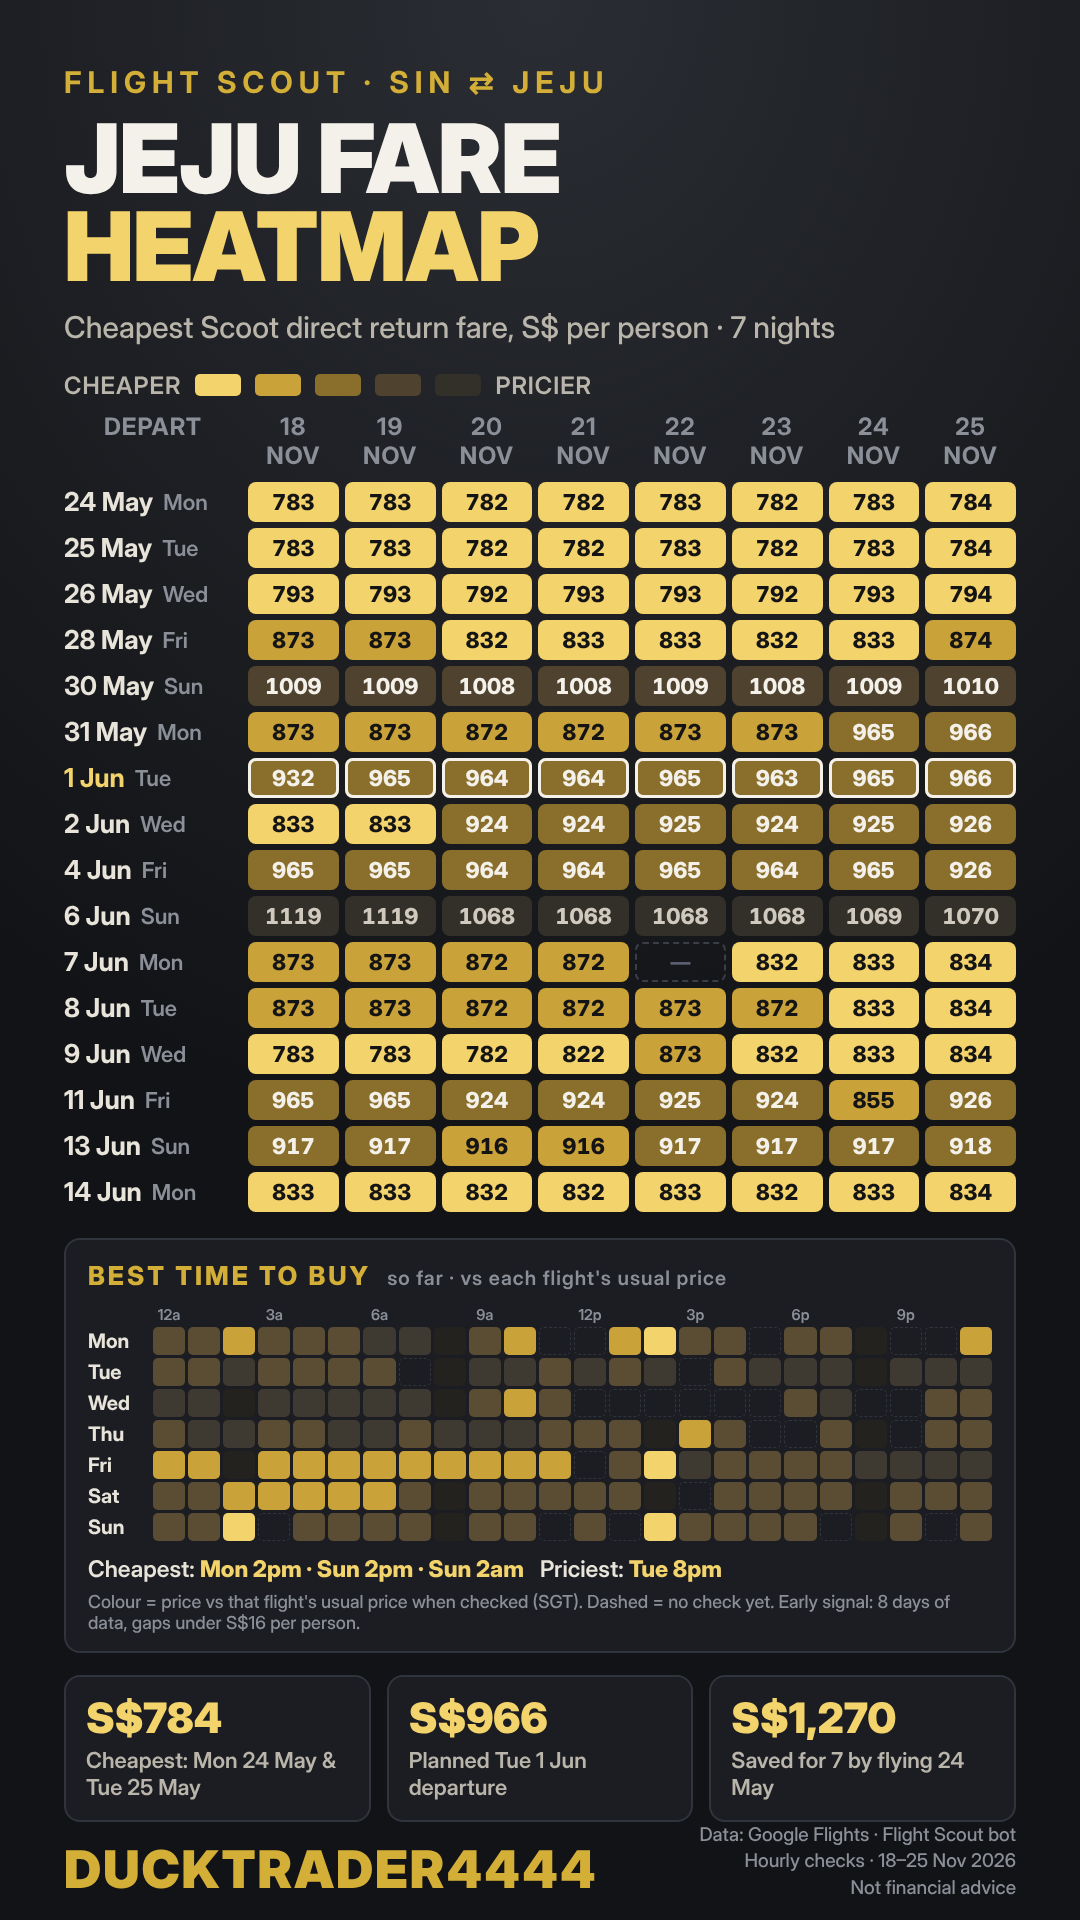 FLIGHT SCOUT · SIN ⇄ JEJU
JEJU FARE
HEATMAP
Cheapest Scoot direct return fare, S$ per person · 7 nights
CHEAPER PRICIER
DEPART 18 NOV 19 NOV 20 NOV 21 NOV 22 NOV 23 NOV 24 NOV 25 NOV
24 May Mon 783 783 782 782 783 782 783 784
25 May Tue 783 783 782 782 783 782 783 784
26 May Wed 793 793 792 793 793 792 793 794
28 May Fri 873 873 832 833 833 832 833 874
30 May Sun 1009 1009 1008 1008 1009 1008 1009 1010
31 May Mon 873 873 872 872 873 873 965 966
1 Jun Tue 932 965 964 964 965 963 965 966
2 Jun Wed 833 833 924 924 925 924 925 926
4 Jun Fri 965 965 964 964 965 964 965 926
6 Jun Sun 1119 1119 1068 1068 1068 1068 1069 1070
7 Jun Mon 873 873 872 872 — 832 833 834
8 Jun Tue 873 873 872 872 873 872 833 834
9 Jun Wed 783 783 782 822 873 832 833 834
11 Jun Fri 965 965 924 924 925 924 855 926
13 Jun Sun 917 917 916 916 917 917 917 918
14 Jun Mon 833 833 832 832 833 832 833 834
BEST TIME TO BUY so far · vs each flight's usual price
12a 3a 6a 9a 12p 3p 6p 9p
Mon
Tue
Wed
Thu
Fri
Sat
Sun
Cheapest: Mon 2pm · Sun 2pm · Sun 2am Priciest: Tue 8pm
Colour = price vs that flight's usual price when checked (SGT). Dashed = no check yet. Early signal: 8 days of
data, gaps under S$16 per person.
S$784
Cheapest: Mon 24 May &
Tue 25 May
S$966
Planned Tue 1 Jun
departure
S$1,270
Saved for 7 by flying 24
May
DUCKTRADER4444
Data: Google Flights · Flight Scout bot
Hourly checks · 18–25 Nov 2026
Not financial advice